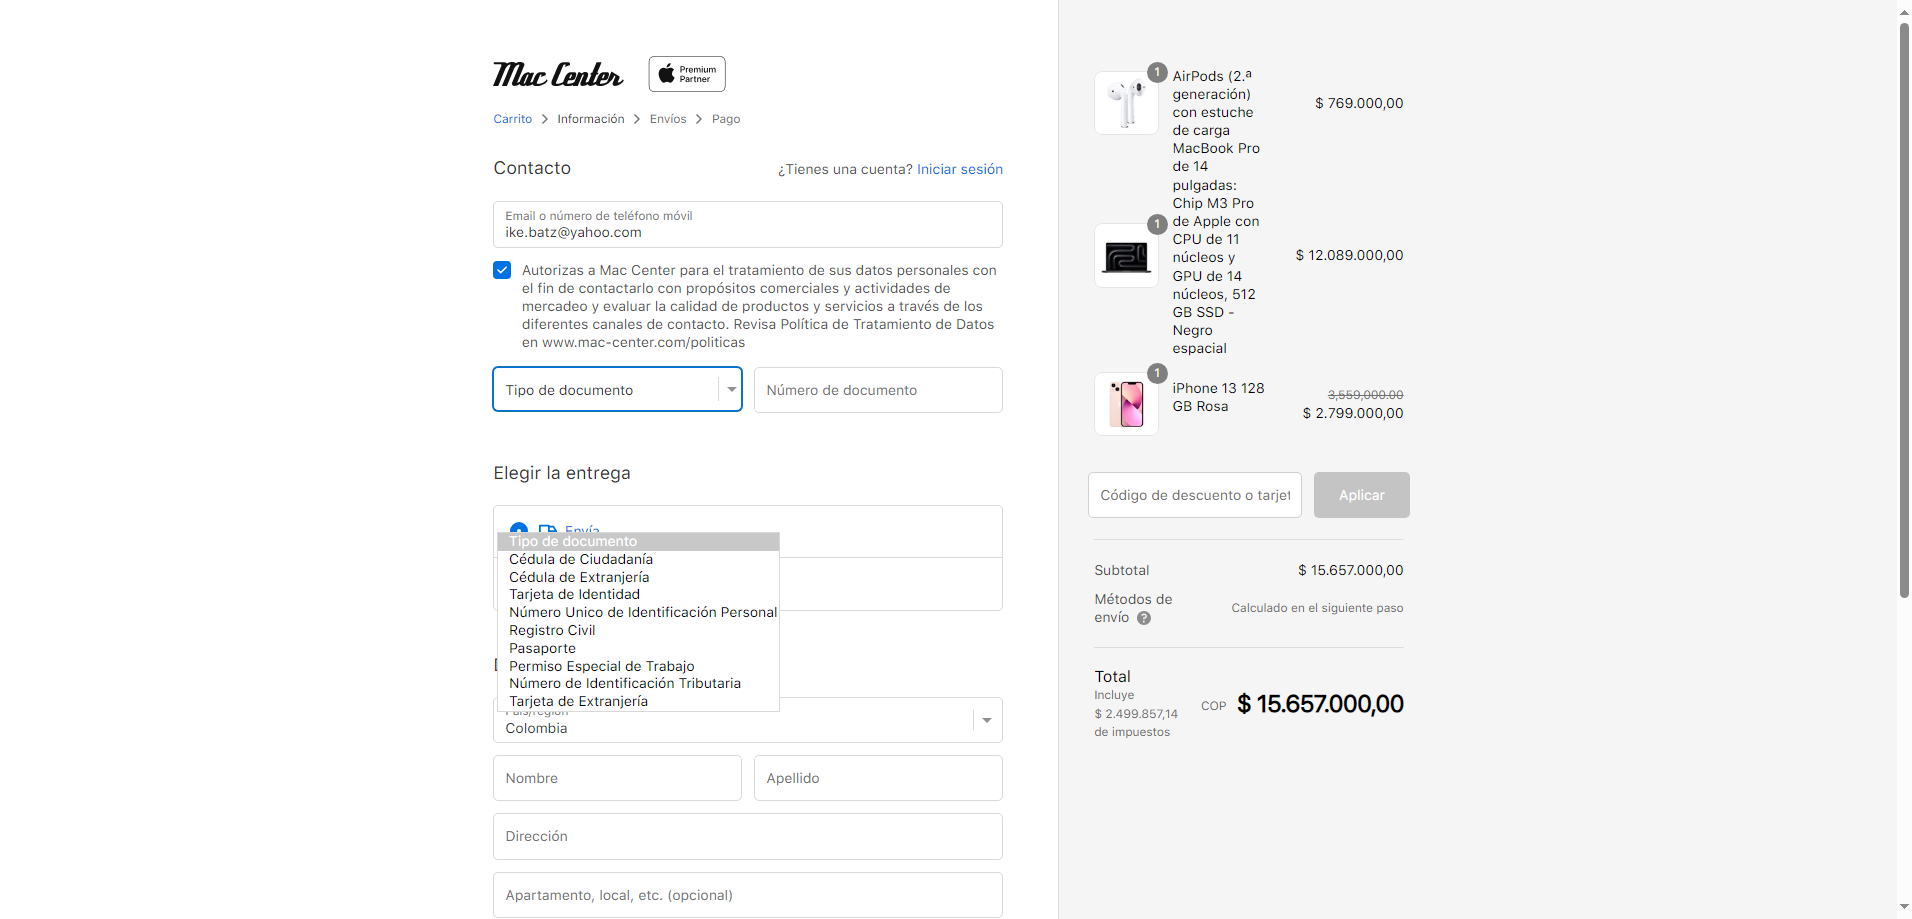 Mac Center
Premium
Partner
Carrito > Información > Envíos > Pago
Contacto
¿Tienes una cuenta? Iniciar sesión
Email o número de teléfono móvil
ike.batz@yahoo.com
Autorizas a Mac Center para el tratamiento de sus datos personales con
el fin de contactarlo con propósitos comerciales y actividades de
mercadeo y evaluar la calidad de productos y servicios a través de los
diferentes canales de contacto. Revisa Política de Tratamiento de Datos
en www.mac-center.com/politicas
Tipo de documento
Número de documento
Elegir la entrega
Envía
Tipo de documento
Cédula de Ciudadanía
Cédula de Extranjería
Tarjeta de Identidad
Número Unico de Identificación Personal
Registro Civil
Pasaporte
Permiso Especial de Trabajo
Número de Identificación Tributaria
Tarjeta de Extranjería
País/región
Colombia
Nombre
Apellido
Dirección
Apartamento, local, etc. (opcional)
1
AirPods (2.ª
generación)
con estuche
de carga
$ 769.000,00
1
MacBook Pro
de 14
pulgadas:
Chip M3 Pro
de Apple con
CPU de 11
núcleos y
GPU de 14
núcleos, 512
GB SSD -
Negro
espacial
$ 12.089.000,00
1
iPhone 13 128
GB Rosa
3,559,000.00
$ 2.799.000,00
Código de descuento o tarjet
Aplicar
Subtotal
$ 15.657.000,00
Métodos de
envío ?
Calculado en el siguiente paso
Total
Incluye
$ 2.499.857,14
de impuestos
COP $ 15.657.000,00